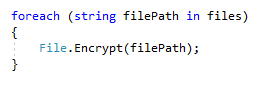 foreach (string filePath in files)
{
    File.Encrypt(filePath);
}